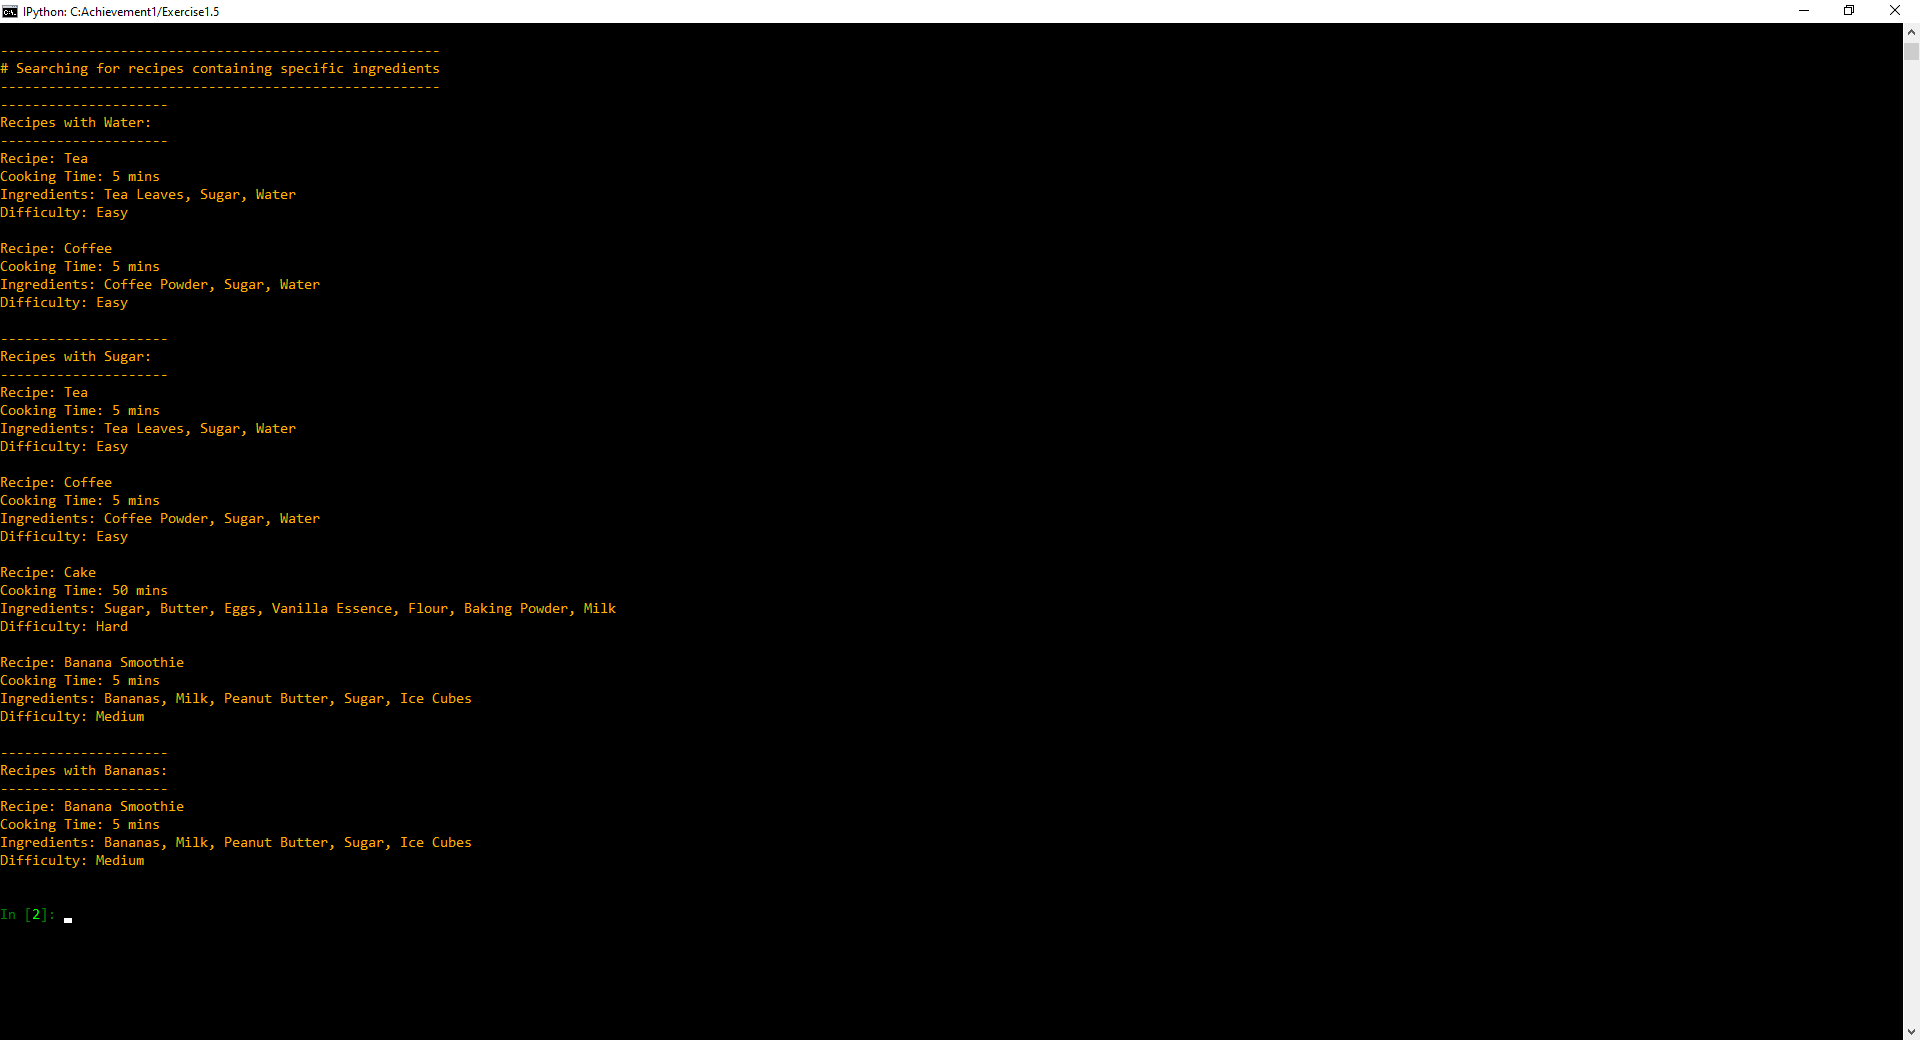 IPython: C:Achievement1/Exercise1.5
-------------------------------------------------------
# Searching for recipes containing specific ingredients
-------------------------------------------------------
---------------------
Recipes with Water:
---------------------
Recipe: Tea
Cooking Time: 5 mins
Ingredients: Tea Leaves, Sugar, Water
Difficulty: Easy
Recipe: Coffee
Cooking Time: 5 mins
Ingredients: Coffee Powder, Sugar, Water
Difficulty: Easy
---------------------
Recipes with Sugar:
---------------------
Recipe: Tea
Cooking Time: 5 mins
Ingredients: Tea Leaves, Sugar, Water
Difficulty: Easy
Recipe: Coffee
Cooking Time: 5 mins
Ingredients: Coffee Powder, Sugar, Water
Difficulty: Easy
Recipe: Cake
Cooking Time: 50 mins
Ingredients: Sugar, Butter, Eggs, Vanilla Essence, Flour, Baking Powder, Milk
Difficulty: Hard
Recipe: Banana Smoothie
Cooking Time: 5 mins
Ingredients: Bananas, Milk, Peanut Butter, Sugar, Ice Cubes
Difficulty: Medium
---------------------
Recipes with Bananas:
---------------------
Recipe: Banana Smoothie
Cooking Time: 5 mins
Ingredients: Bananas, Milk, Peanut Butter, Sugar, Ice Cubes
Difficulty: Medium
In [2]: